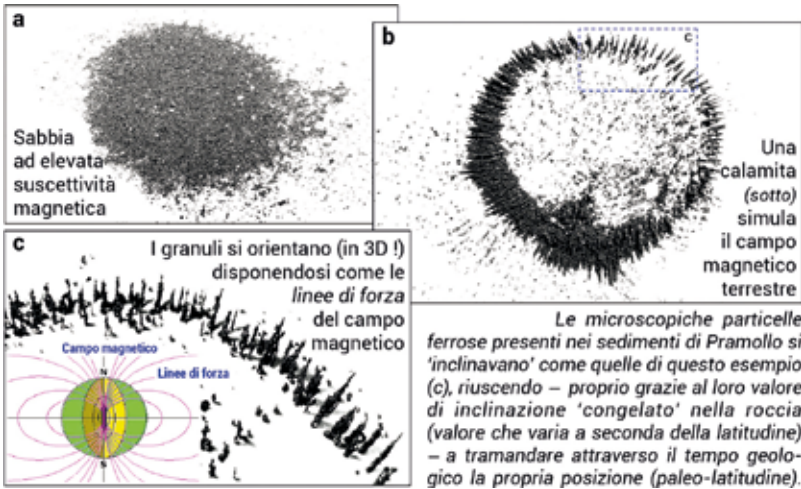 a
Sabbia
ad elevata
suscettività
magnetica
b
c
Una
calamita
(sotto)
simula
il campo
magnetico
terrestre
c
I granuli si orientano (in 3D !)
disponendosi come le
linee di forza
del campo
magnetico
Campo magnetico
Linee di forza
N
S
Le microscopiche particelle
ferrose presenti nei sedimenti di Pramollo si
‘inclinavano’ come quelle di questo esempio
(c), riuscendo – proprio grazie al loro valore
di inclinazione ‘congelato’ nella roccia
(valore che varia a seconda della latitudine)
– a tramandare attraverso il tempo geolo-
gico la propria posizione (paleo-latitudine).